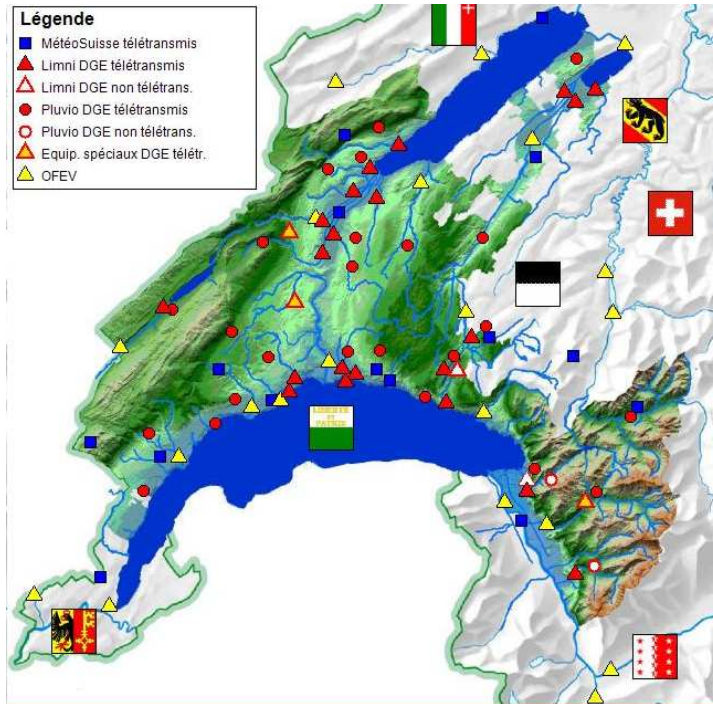 Légende
MétéoSuisse télétransmis
Limni DGE télétransmis
Limni DGE non télétrans.
Pluvio DGE télétransmis
Pluvio DGE non télétrans.
Equip. spéciaux DGE télétr.
OFEV
LIBERTE
ET
PATRIE